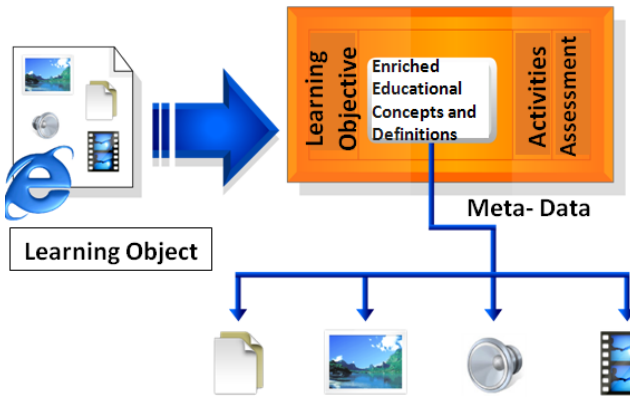 Learning
Objective
Enriched
Educational
Concepts and
Definitions
Activities
Assessment
Meta- Data
Learning Object